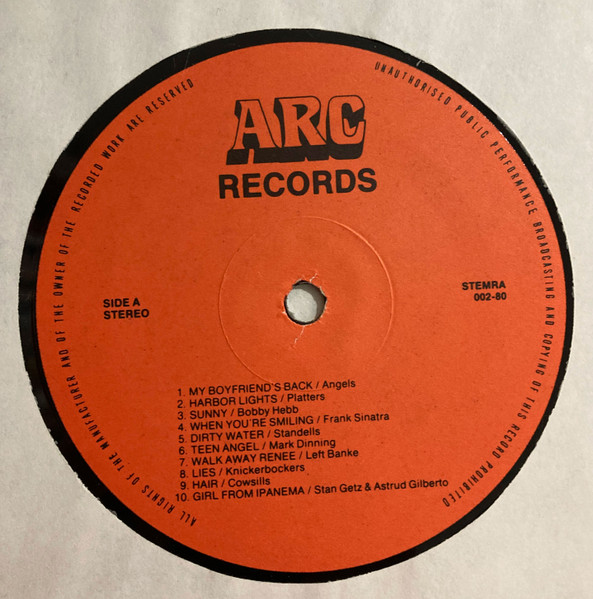 ALL RIGHTS OF THE MANUFACTURER AND OF THE OWNER OF THE RECORDED WORK ARE RESERVED
UNAUTHORISED PUBLIC PERFORMANCE BROADCASTING AND COPYING OF THIS RECORD PROHIBITED
ARC
RECORDS
SIDE A
STEREO
STEMRA
002-80
1. MY BOYFRIEND'S BACK / Angels
2. HARBOR LIGHTS / Platters
3. SUNNY / Bobby Hebb
4. WHEN YOU'RE SMILING / Frank Sinatra
5. DIRTY WATER / Standells
6. TEEN ANGEL / Mark Dinning
7. WALK AWAY RENEE / Left Banke
8. LIES / Knickerbockers
9. HAIR / Cowsills
10. GIRL FROM IPANEMA / Stan Getz & Astrud Gilberto